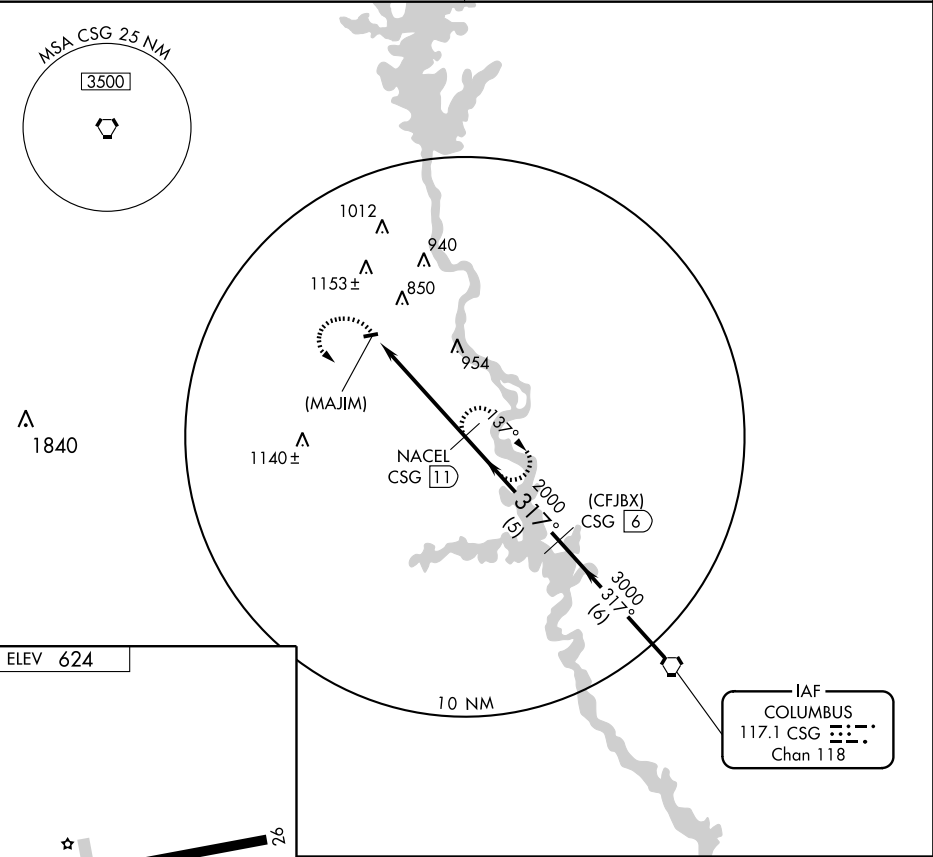 MSA CSG 25 NM
3500
1012
940
1153 ±
850
954
(MAJIM)
1840
1140 ±
NACEL
CSG 11
137°
2000
317°
(5)
(CFJBX)
CSG 6
3000
317°
(6)
ELEV 624
10 NM
IAF
COLUMBUS
117.1 CSG
Chan 118
26